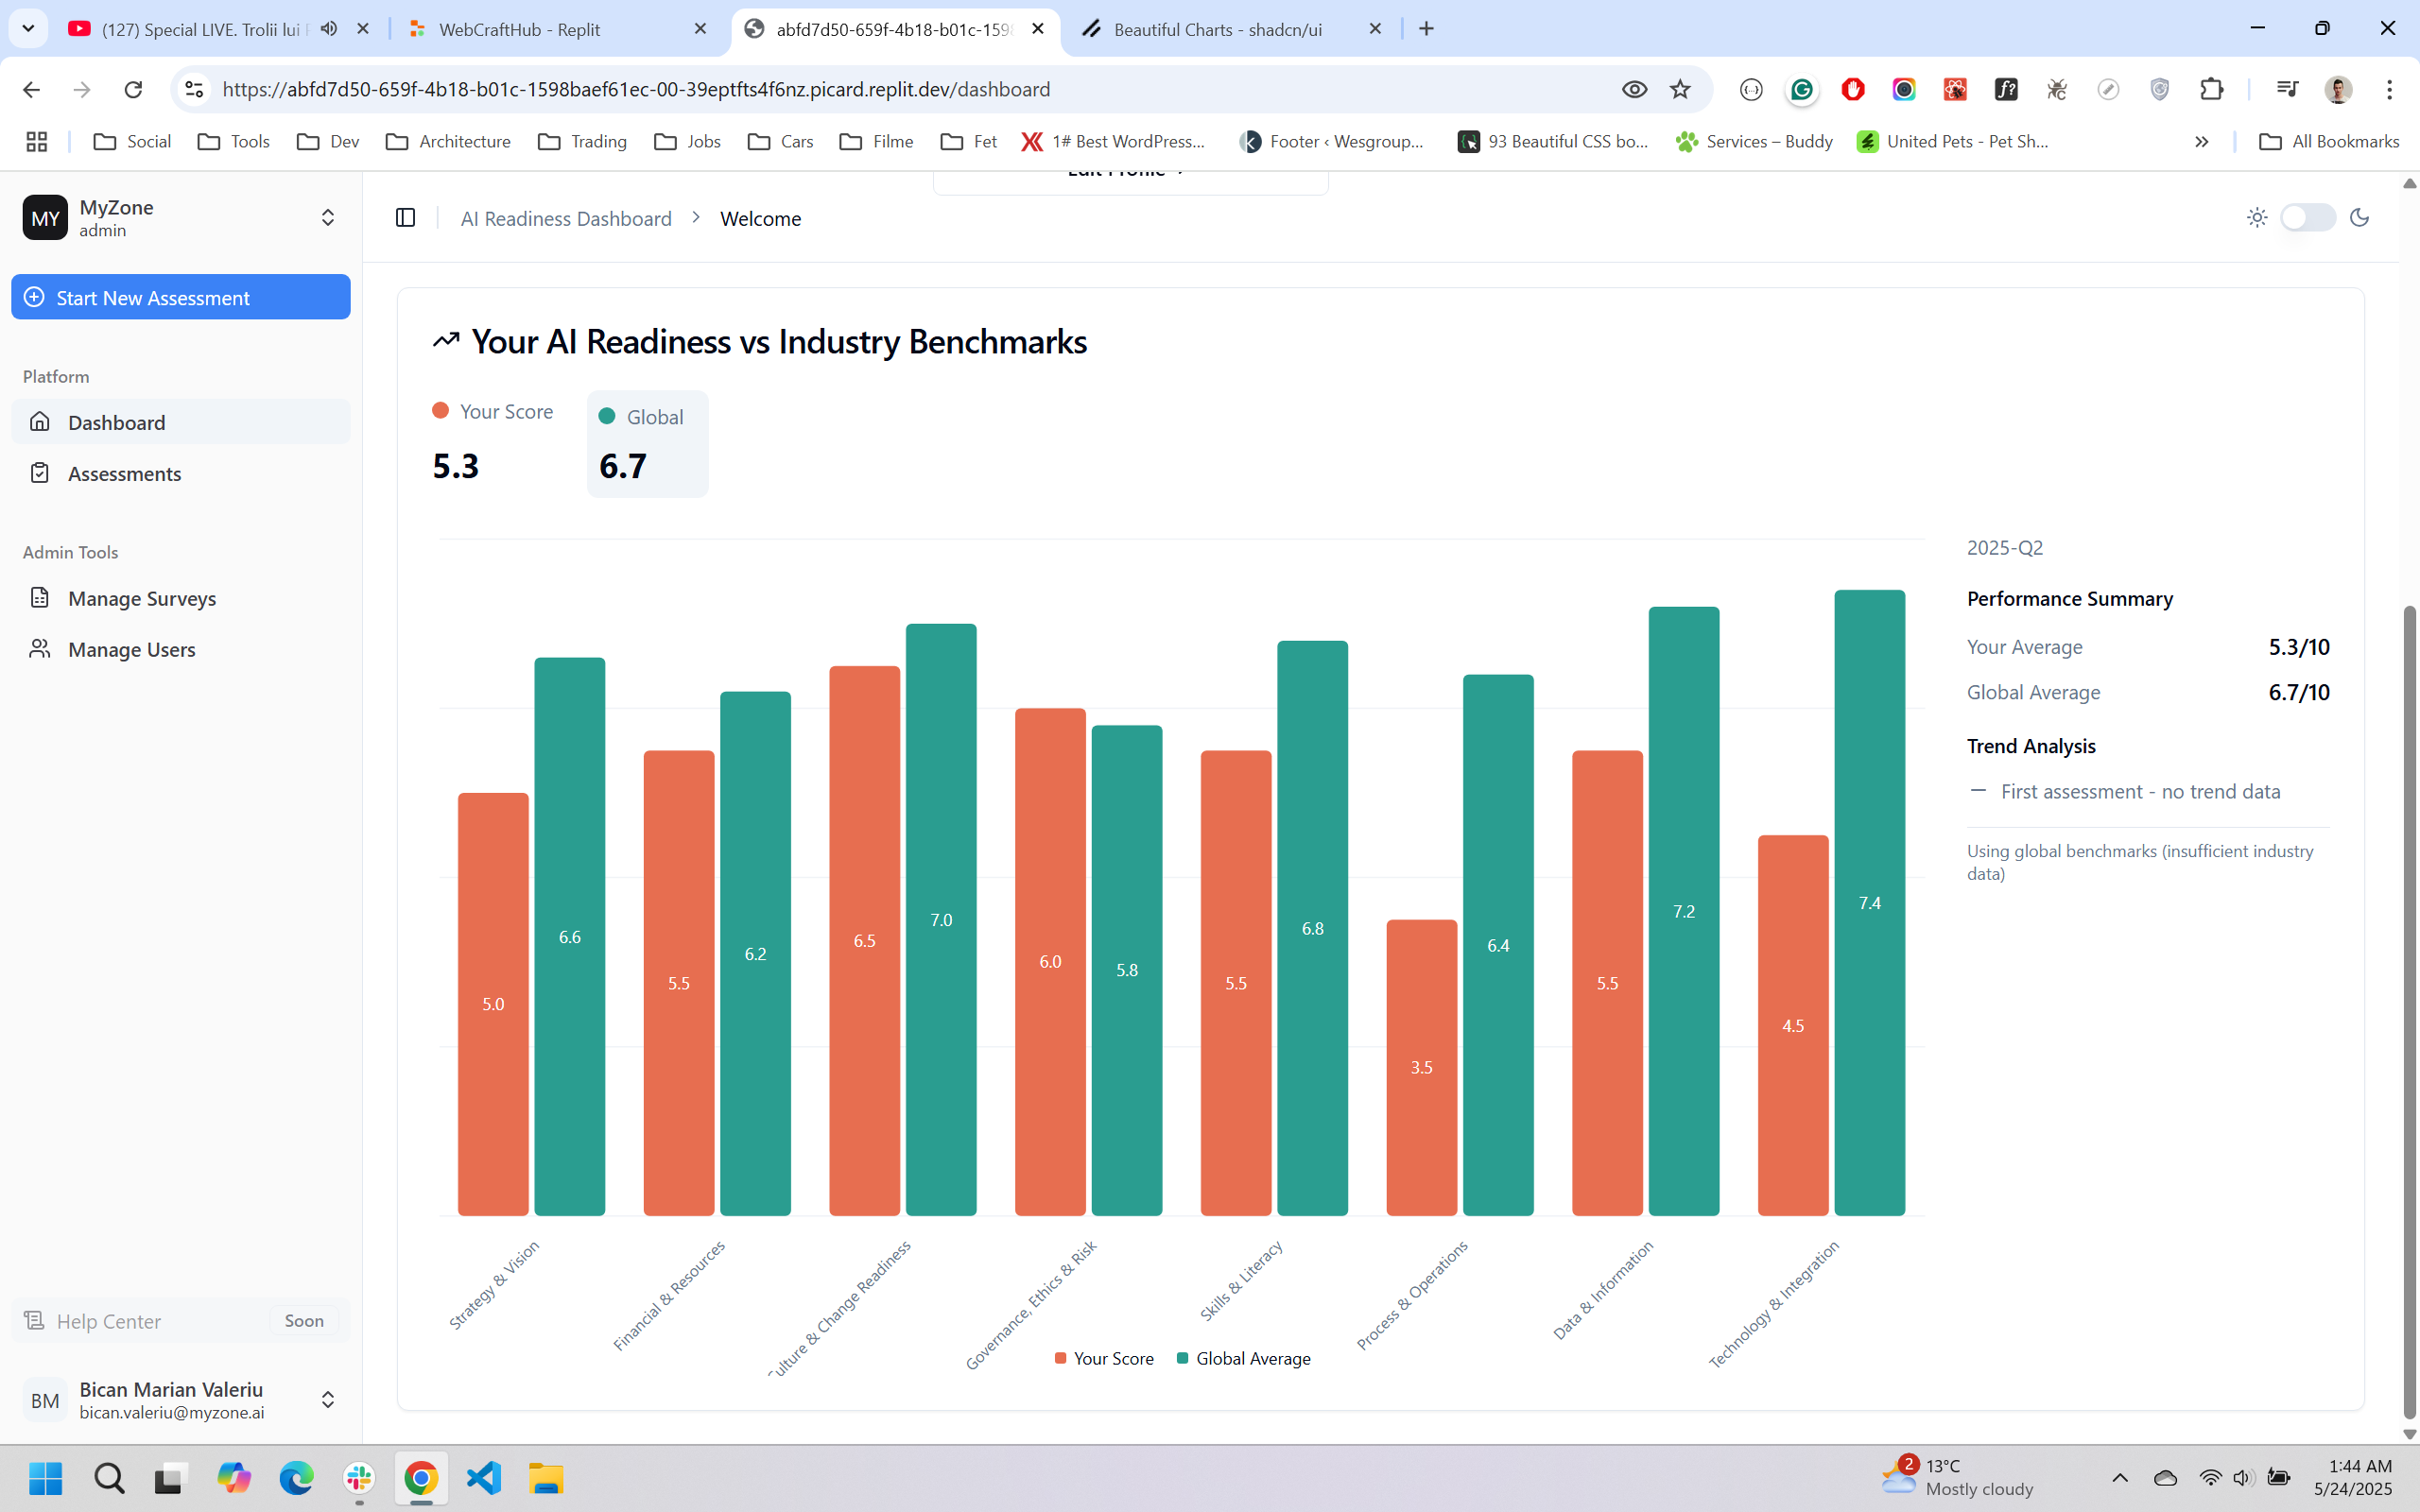 (127) Special LIVE. Trolii lui
WebCraftHub - Replit
abfd7d50-659f-4b18-b01c-1598
Beautiful Charts - shadcn/ui
https://abfd7d50-659f-4b18-b01c-1598baef61ec-00-39eptfts4f6nz.picard.replit.dev/dashboard
Social
Tools
Dev
Architecture
Trading
Jobs
Cars
Filme
Fet
1# Best WordPress...
Footer ‹ Wesgroup...
93 Beautiful CSS bo...
Services – Buddy
United Pets - Pet Sh...
All Bookmarks
MY
MyZone
admin
Edit Profile
AI Readiness Dashboard
Welcome
Start New Assessment
Platform
Dashboard
Assessments
Admin Tools
Manage Surveys
Manage Users
Help Center
Soon
BM
Bican Marian Valeriu
bican.valeriu@myzone.ai
Your AI Readiness vs Industry Benchmarks
Your Score
5.3
Global
6.7
5.0
6.6
5.5
6.2
6.5
7.0
6.0
5.8
5.5
6.8
3.5
6.4
5.5
7.2
4.5
7.4
Strategy & Vision
Financial & Resources
ulture & Change Readiness
Governance, Ethics & Risk
Skills & Literacy
Process & Operations
Data & Information
Technology & Integration
Your Score
Global Average
2025-Q2
Performance Summary
Your Average
5.3/10
Global Average
6.7/10
Trend Analysis
First assessment - no trend data
Using global benchmarks (insufficient industry
data)
2
13°C
Mostly cloudy
1:44 AM
5/24/2025